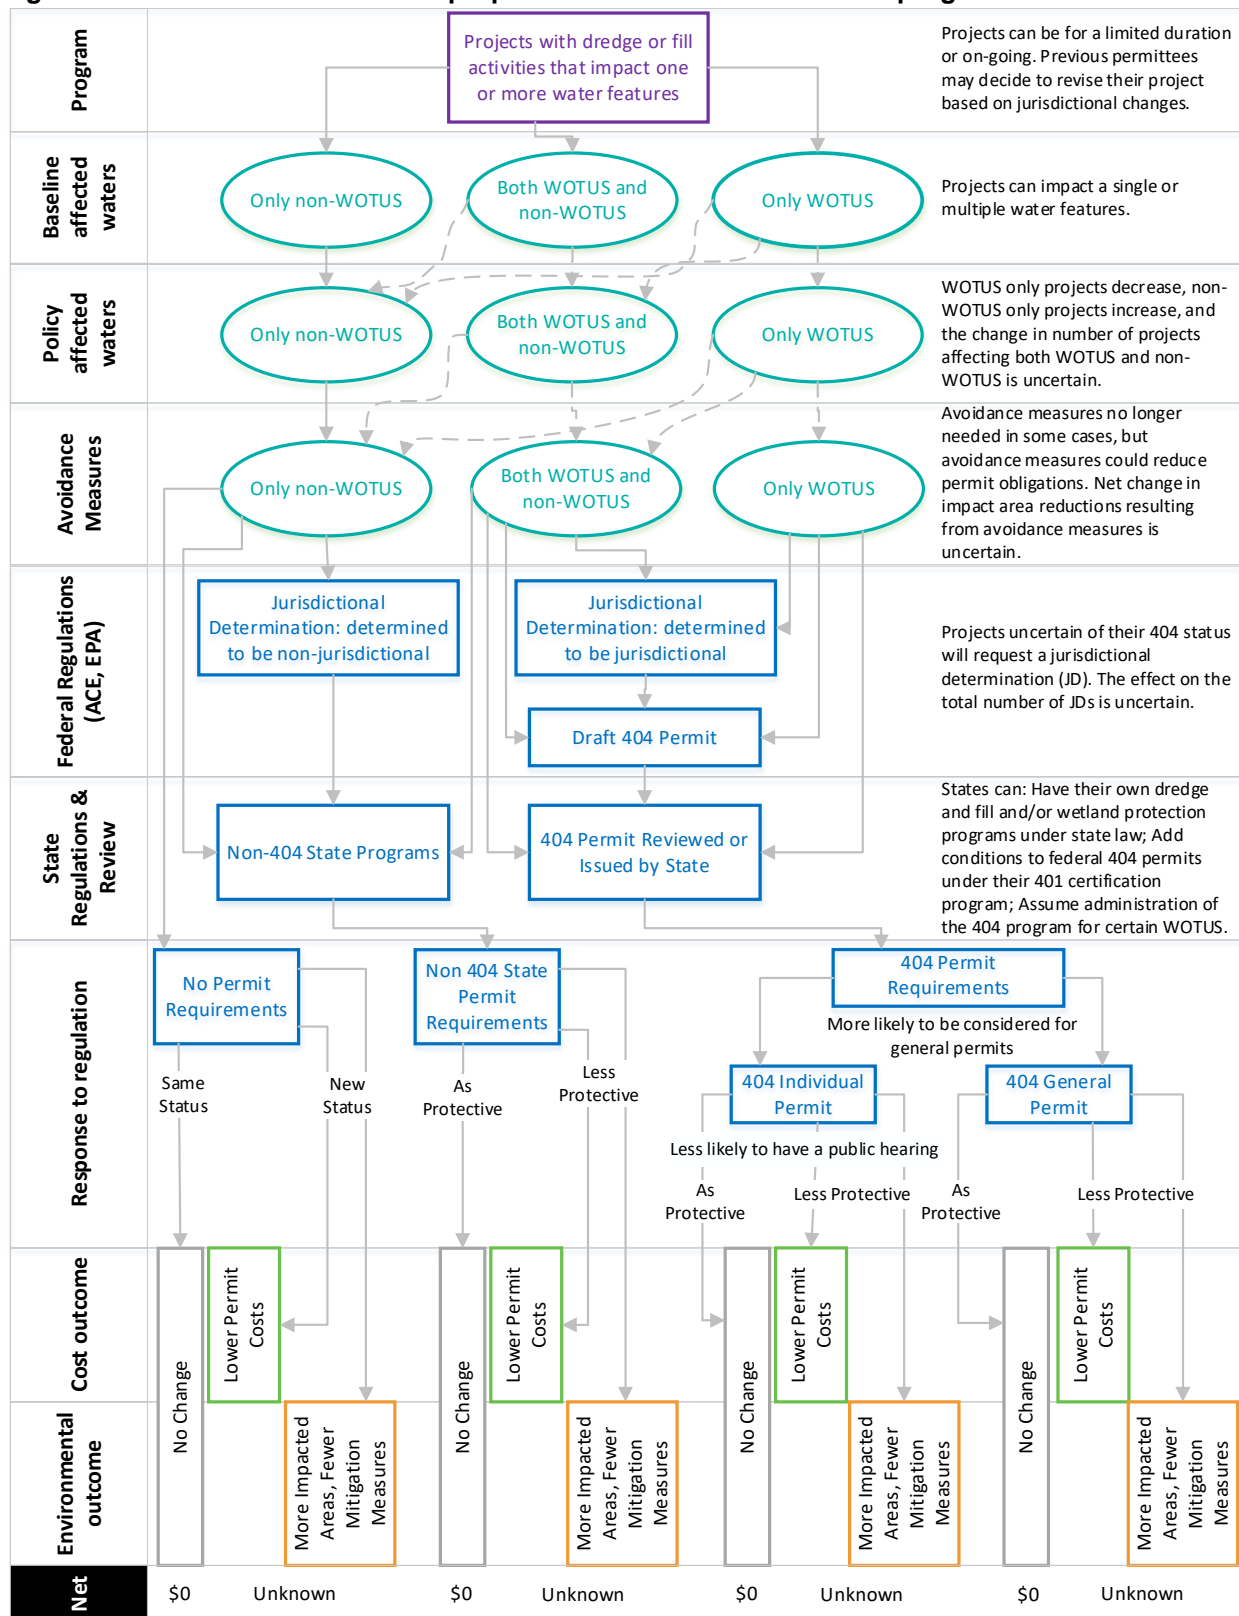 Program
Projects with dredge or fill
activities that impact one
or more water features
Projects can be for a limited duration
or on-going. Previous permittees
may decide to revise their project
based on jurisdictional changes.
Baseline
affected
waters
Only non-WOTUS
Both WOTUS and
non-WOTUS
Only WOTUS
Projects can impact a single or
multiple water features.
Policy
affected
waters
Only non-WOTUS
Both WOTUS and
non-WOTUS
Only WOTUS
WOTUS only projects decrease, non-
WOTUS only projects increase, and
the change in number of projects
affecting both WOTUS and non-
WOTUS is uncertain.
Avoidance
Measures
Only non-WOTUS
Both WOTUS and
non-WOTUS
Only WOTUS
Avoidance measures no longer
needed in some cases, but
avoidance measures could reduce
permit obligations. Net change in
impact area reductions resulting
from avoidance measures is
uncertain.
Federal Regulations
(ACE, EPA)
Jurisdictional
Determination: determined
to be non-jurisdictional
Jurisdictional
Determination: determined
to be jurisdictional
Draft 404 Permit
Projects uncertain of their 404 status
will request a jurisdictional
determination (JD). The effect on the
total number of JDs is uncertain.
State
Regulations &
Review
Non-404 State Programs
404 Permit Reviewed or
Issued by State
States can: Have their own dredge
and fill and/or wetland protection
programs under state law; Add
conditions to federal 404 permits
under their 401 certification
program; Assume administration of
the 404 program for certain WOTUS.
Response to regulation
No Permit
Requirements
Non 404 State
Permit
Requirements
404 Permit
Requirements
More likely to be considered for
general permits
404 Individual
Permit
404 General
Permit
Same
Status
New
Status
As
Protective
Less
Protective
Less likely to have a public hearing
As
Protective
Less Protective
As
Protective
Less Protective
Cost outcome
No Change
Lower Permit
Costs
No Change
Lower Permit
Costs
No Change
Lower Permit
Costs
No Change
Lower Permit
Costs
Environmental
outcome
More Impacted
Areas, Fewer
Mitigation
Measures
More Impacted
Areas, Fewer
Mitigation
Measures
More Impacted
Areas, Fewer
Mitigation
Measures
More Impacted
Areas, Fewer
Mitigation
Measures
Net
$0
Unknown
$0
Unknown
$0
Unknown
$0
Unknown